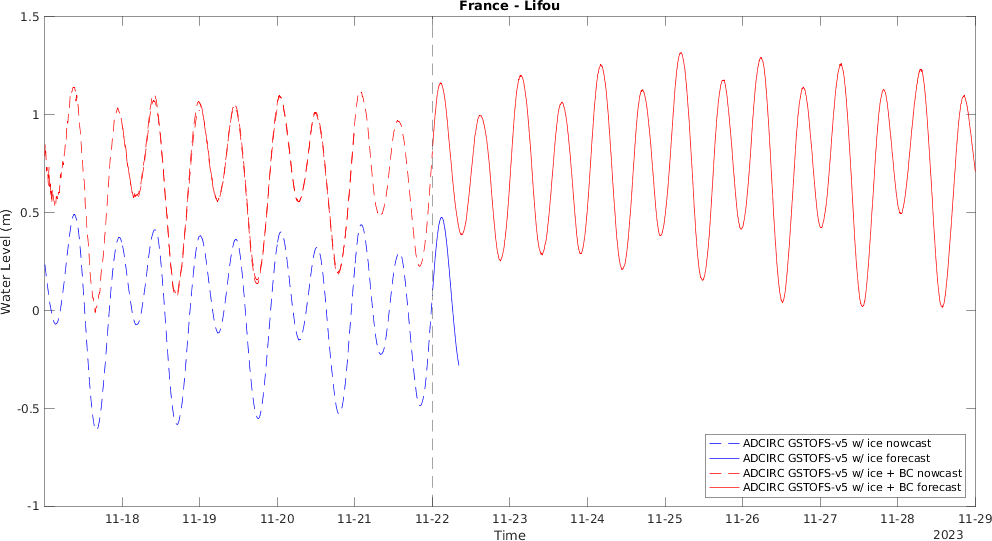 France - Lifou
1.5
1
0.5
0
-0.5
-1
Water Level (m)
11-18 11-19 11-20 11-21 11-22 11-23 11-24 11-25 11-26 11-27 11-28 11-29
Time
2023
ADCIRC GSTOFS-v5 w/ ice nowcast
ADCIRC GSTOFS-v5 w/ ice forecast
ADCIRC GSTOFS-v5 w/ ice + BC nowcast
ADCIRC GSTOFS-v5 w/ ice + BC forecast